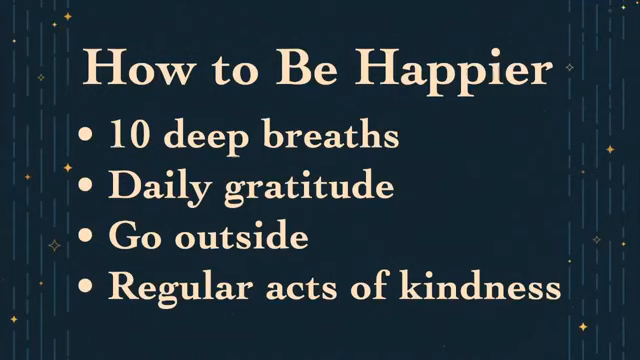 How to Be Happier
• 10 deep breaths
• Daily gratitude
• Go outside
• Regular acts of kindness